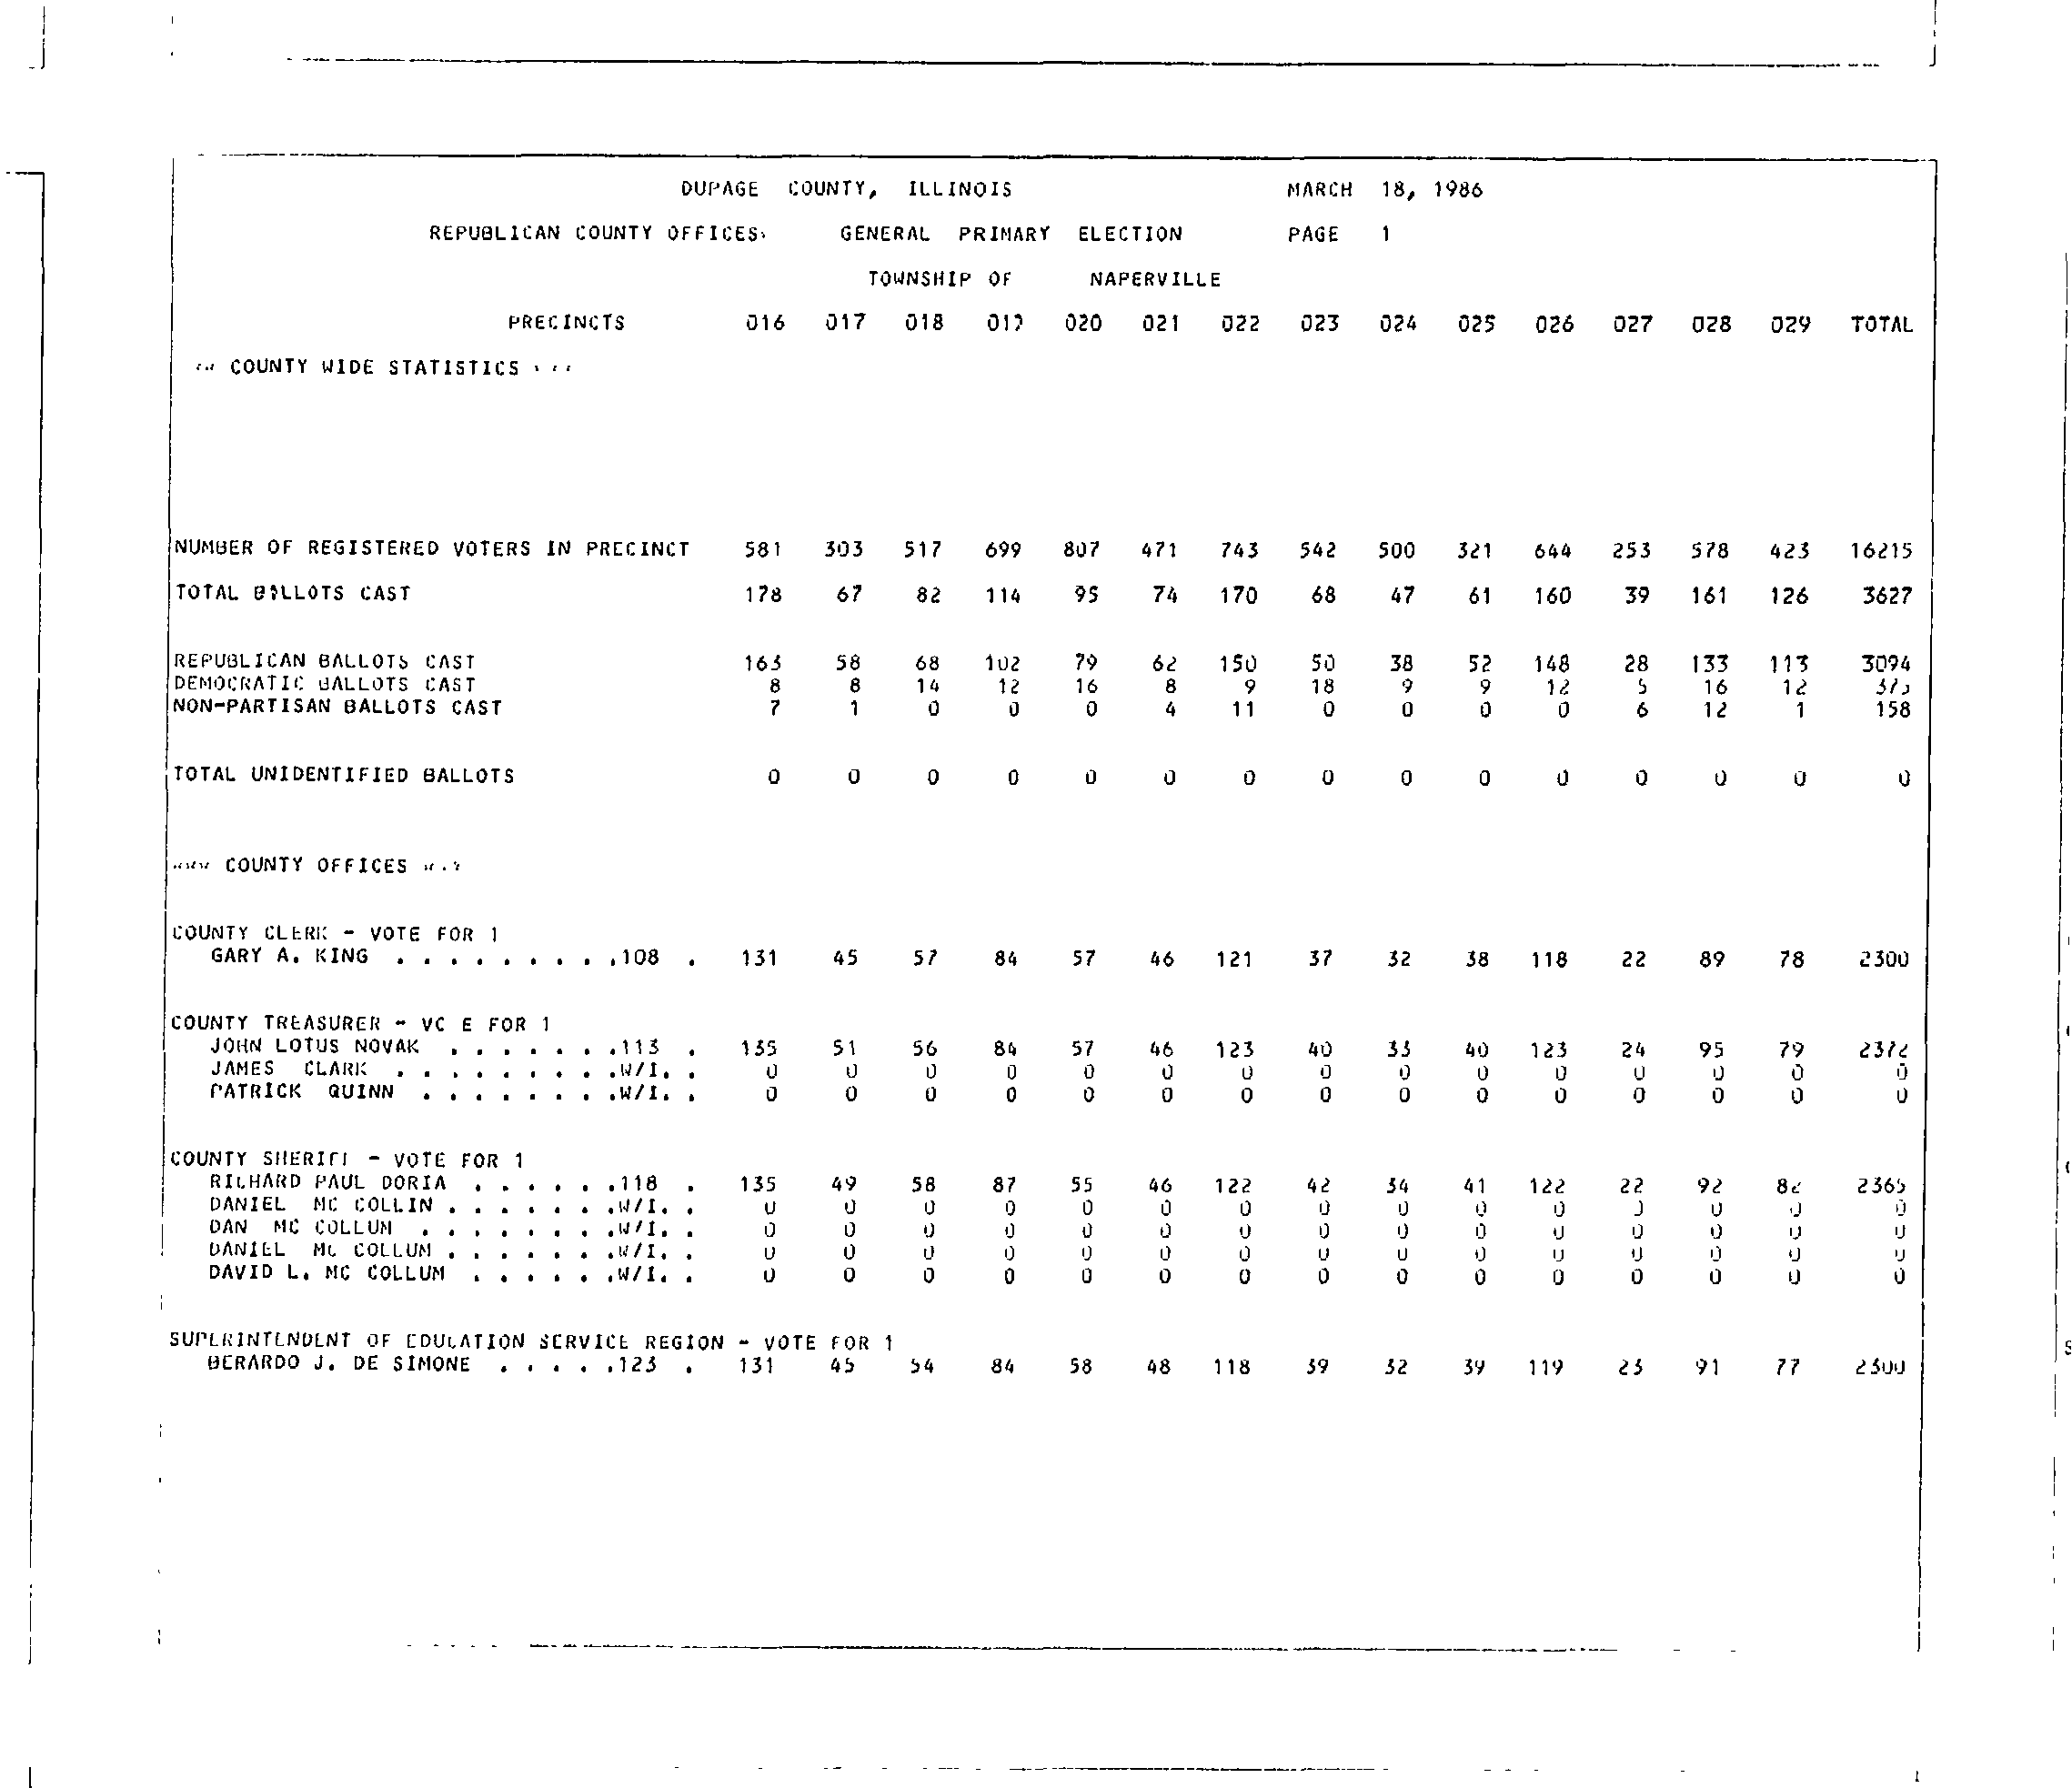 DUPAGE COUNTY, ILLINOIS MARCH 18, 1986
REPUBLICAN COUNTY OFFICES GENERAL PRIMARY ELECTION PAGE 1
TOWNSHIP OF NAPERVILLE
PRECINCTS 016 017 018 019 020 021 022 023 024 025 026 027 028 029 TOTAL
COUNTY WIDE STATISTICS
NUMBER OF REGISTERED VOTERS IN PRECINCT 581 303 517 699 807 471 743 542 500 321 644 253 578 423 16215
TOTAL BALLOTS CAST 178 67 82 114 95 74 170 68 47 61 160 39 161 126 3627
REPUBLICAN BALLOTS CAST 163 58 68 102 79 62 150 50 38 52 148 28 133 113 3094
DEMOCRATIC BALLOTS CAST 8 8 14 12 16 8 9 18 9 9 12 5 16 12 375
NON-PARTISAN BALLOTS CAST 7 1 0 0 0 4 11 0 0 0 0 6 12 1 158
TOTAL UNIDENTIFIED BALLOTS 0 0 0 0 0 0 0 0 0 0 0 0 0 0 0
COUNTY OFFICES
COUNTY CLERK - VOTE FOR 1
GARY A. KING . . . . . . . . .108 . 131 45 57 84 57 46 121 37 32 38 118 22 89 78 2300
COUNTY TREASURER - VO E FOR 1
JOHN LOTUS NOVAK . . . . . . .113 . 135 51 56 84 57 46 123 40 33 40 123 24 95 79 2372
JAMES CLARK . . . . . . . . .W/I. . 0 0 0 0 0 0 0 0 0 0 0 0 0 0 0
PATRICK QUINN . . . . . . . .W/I. . 0 0 0 0 0 0 0 0 0 0 0 0 0 0 0
COUNTY SHERIFF - VOTE FOR 1
RICHARD PAUL DORIA . . . . . .118 . 135 49 58 87 55 46 122 42 34 41 122 22 92 82 2365
DANIEL MC COLLIN . . . . . . .W/I. . 0 0 0 0 0 0 0 0 0 0 0 0 0 0 0
DAN MC COLLUM . . . . . . . .W/I. . 0 0 0 0 0 0 0 0 0 0 0 0 0 0 0
DANIEL MC COLLUM . . . . . . .W/I. . 0 0 0 0 0 0 0 0 0 0 0 0 0 0 0
DAVID L. MC COLLUM . . . . . .W/I. . 0 0 0 0 0 0 0 0 0 0 0 0 0 0 0
SUPERINTENDENT OF EDUCATION SERVICE REGION - VOTE FOR 1
BERARDO J. DE SIMONE . . . . .123 . 131 45 54 84 58 48 118 39 32 39 119 23 91 77 2300